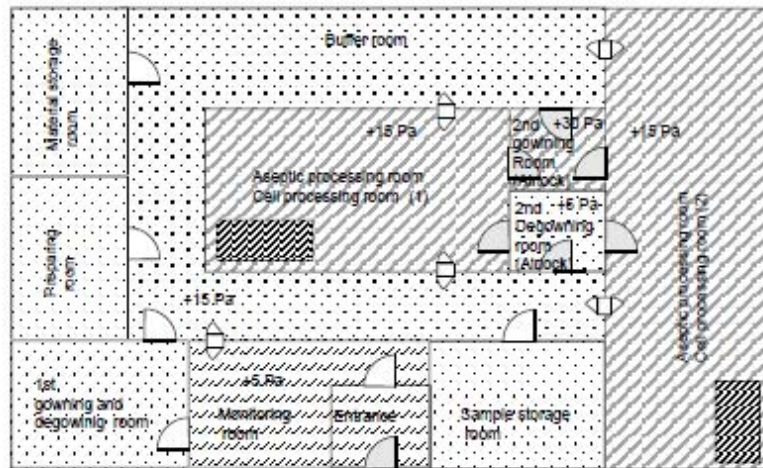 Buffer room
Material storage
room
+15 Pa
2nd
gowning
Room
(Airlock)
+30 Pa
+15 Pa
Aseptic processing room
Cell processing room (1)
2nd
Degowning
room
(Airlock)
+5 Pa
Preparing
room
Aseptic processing room
Cell processing room (2)
+15 Pa
+5 Pa
1st
gowning and
degowinig room
Monitoring
room
Entrance
Sample storage
room